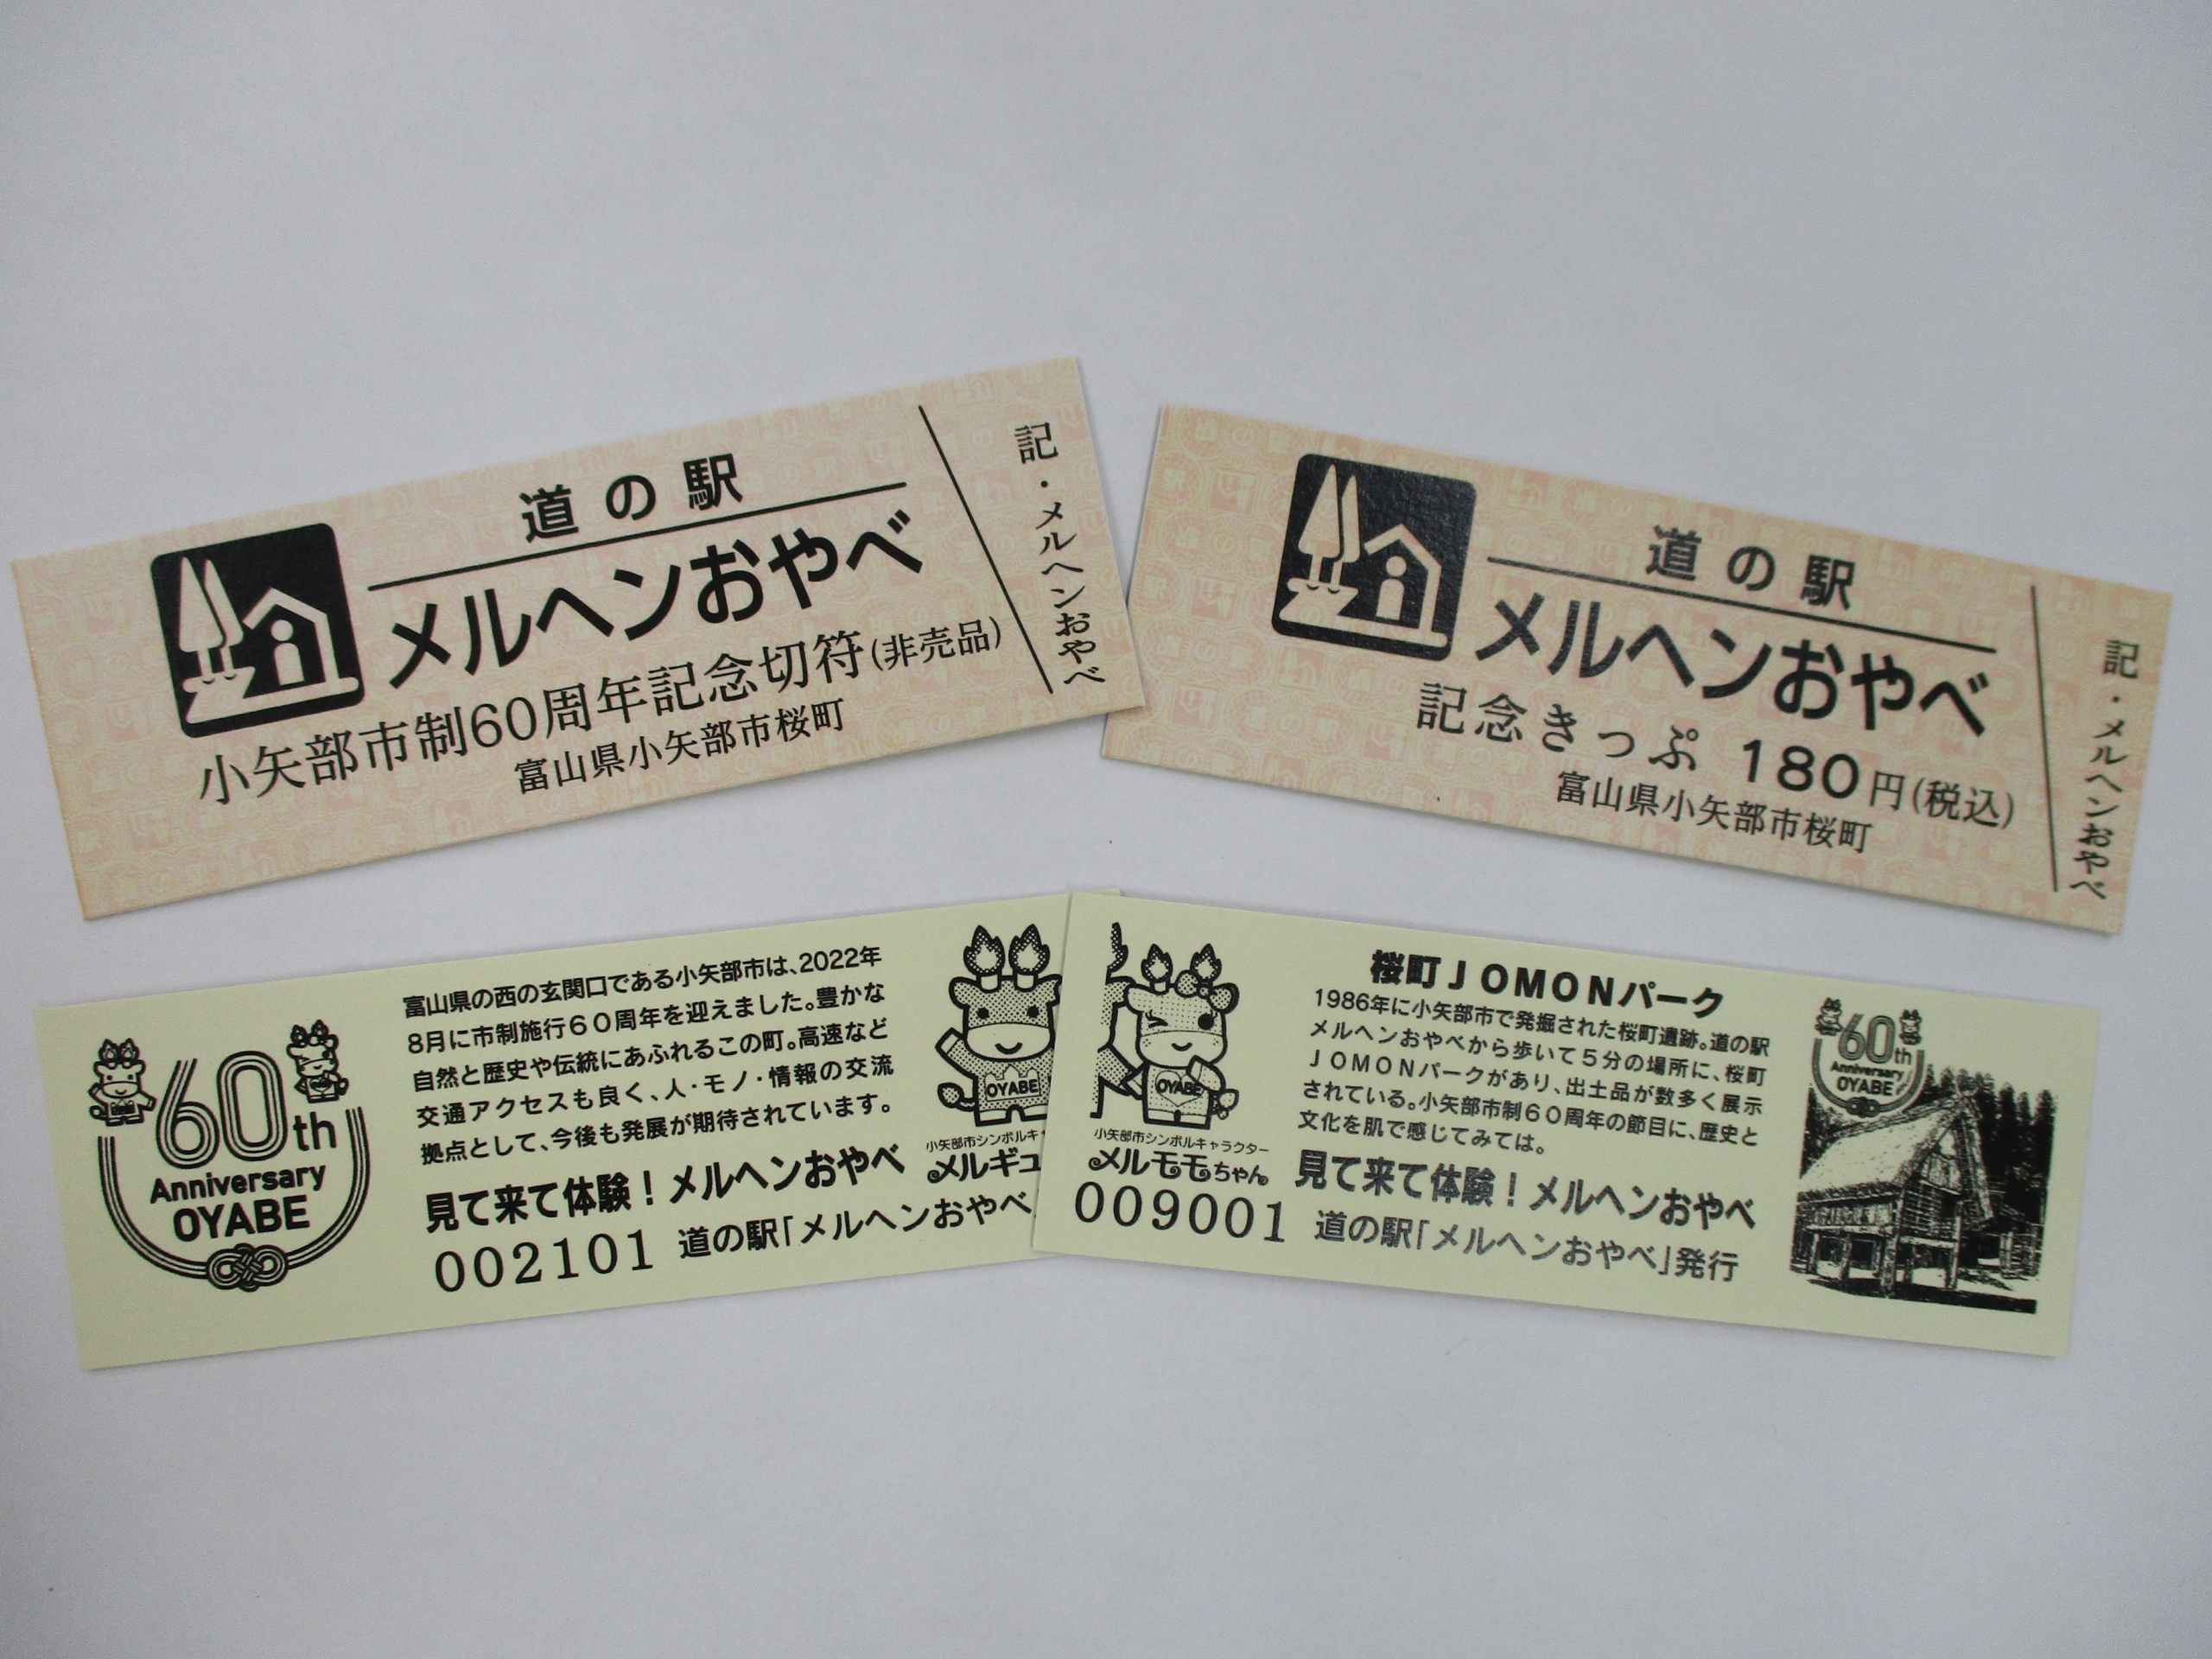 道の駅
メルヘンおやべ
小矢部市制60周年記念切符(非売品)
富山県小矢部市桜町
記・メルヘンおやべ
道の駅
メルヘンおやべ
記念きっぷ 180円(税込)
富山県小矢部市桜町
記・メルヘンおやべ
60th
Anniversary
OYABE
富山県の西の玄関口である小矢部市は、2022年
8月に市制施行60周年を迎えました。豊かな
自然と歴史や伝統にあふれるこの町。高速など
交通アクセスも良く、人・モノ・情報の交流
拠点として、今後も発展が期待されています。
見て来て体験!メルヘンおやべ
002101 道の駅「メルヘンおやべ
OYABE
小矢部市シンボルキ
メルギュ
OYABE
小矢部市シンボルキャラクター
メルモモちゃん
009001
桜町JOMONパーク
1986年に小矢部市で発掘された桜町遺跡。道の駅
メルヘンおやべから歩いて5分の場所に、桜町
JOMONパークがあり、出土品が数多く展示
されている。小矢部市制60周年の節目に、歴史と
文化を肌で感じてみては。
見て来て体験!メルヘンおやべ
道の駅「メルヘンおやべ」発行
60th
Anniversary
OYABE